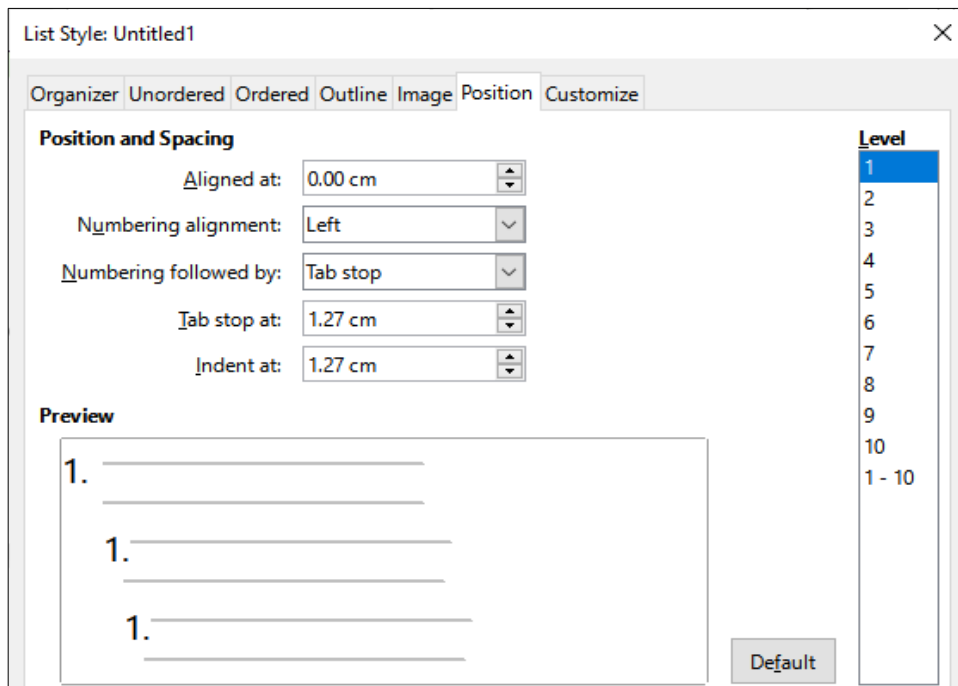 List Style: Untitled1
Organizer Unordered Ordered Outline Image Position Customize
Position and Spacing
Aligned at: 0.00 cm
Numbering alignment: Left
Numbering followed by: Tab stop
Tab stop at: 1.27 cm
Indent at: 1.27 cm
Preview
1.
1.
1.
Default
Level
1
2
3
4
5
6
7
8
9
10
1 - 10